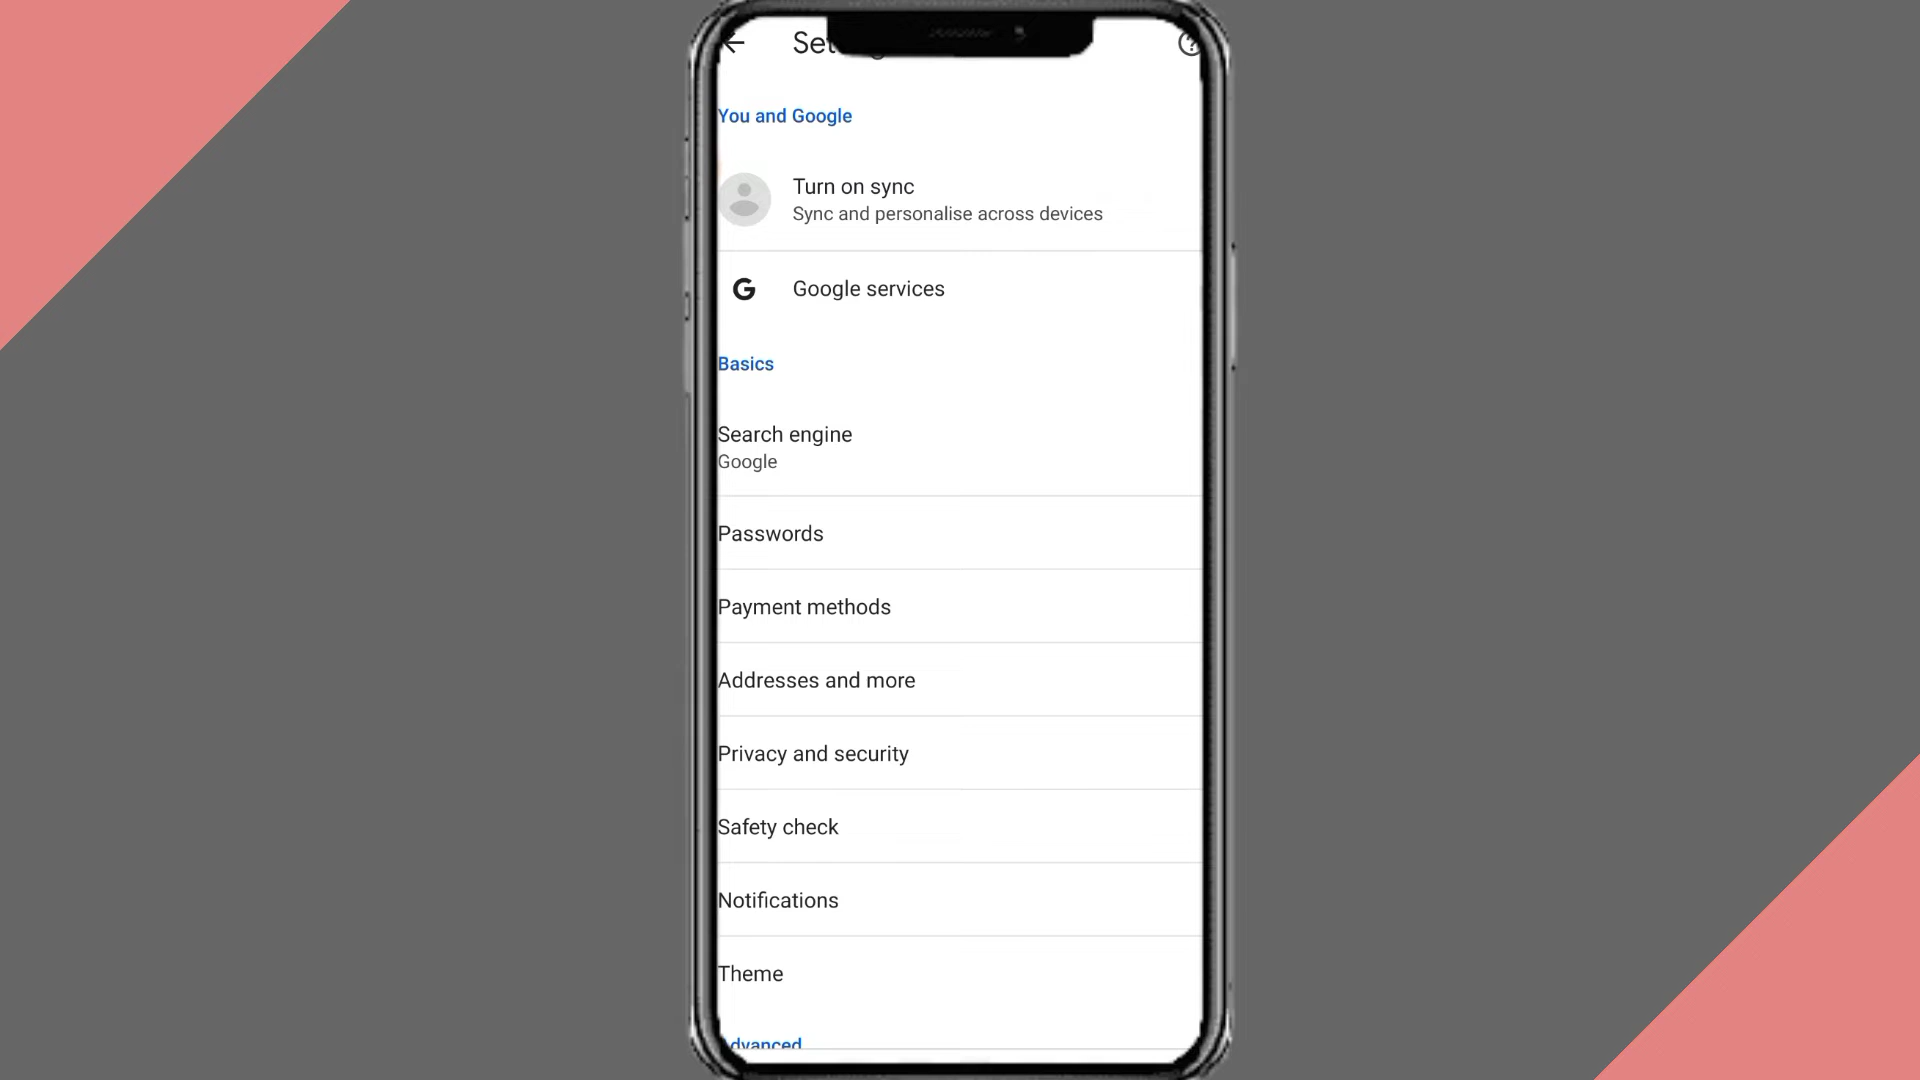 You and Google
Turn on sync
Sync and personalise across devices
G
Google services
Basics
Search engine
Google
Passwords
Payment methods
Addresses and more
Privacy and security
Safety check
Notifications
Theme